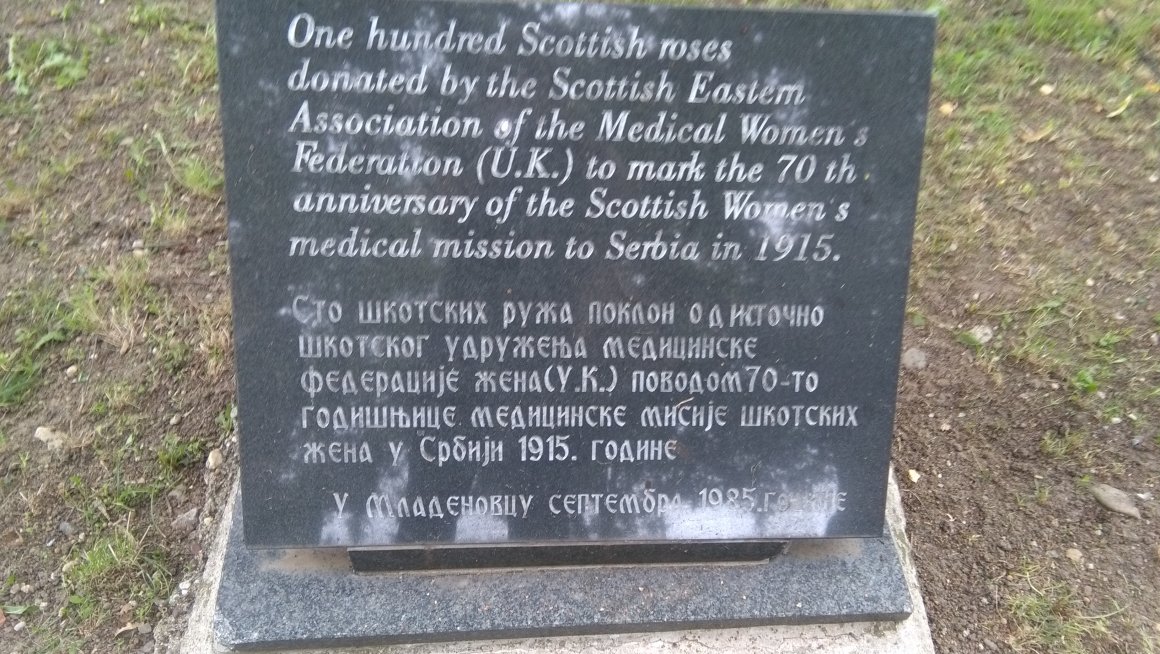 One hundred Scottish roses
donated by the Scottish Eastern
Association of the Medical Women's
Federation (U.K.) to mark the 70 th
anniversary of the Scottish Women's
medical mission to Serbia in 1915.
Сто шкотских ружа поклон од источно
шкотског удружења медицинске
федерације жена(У.К.) поводом 70-то
годишњице медицинске мисије шкотских
жена у Србији 1915. године
У Младеновцу септембра 1985. године